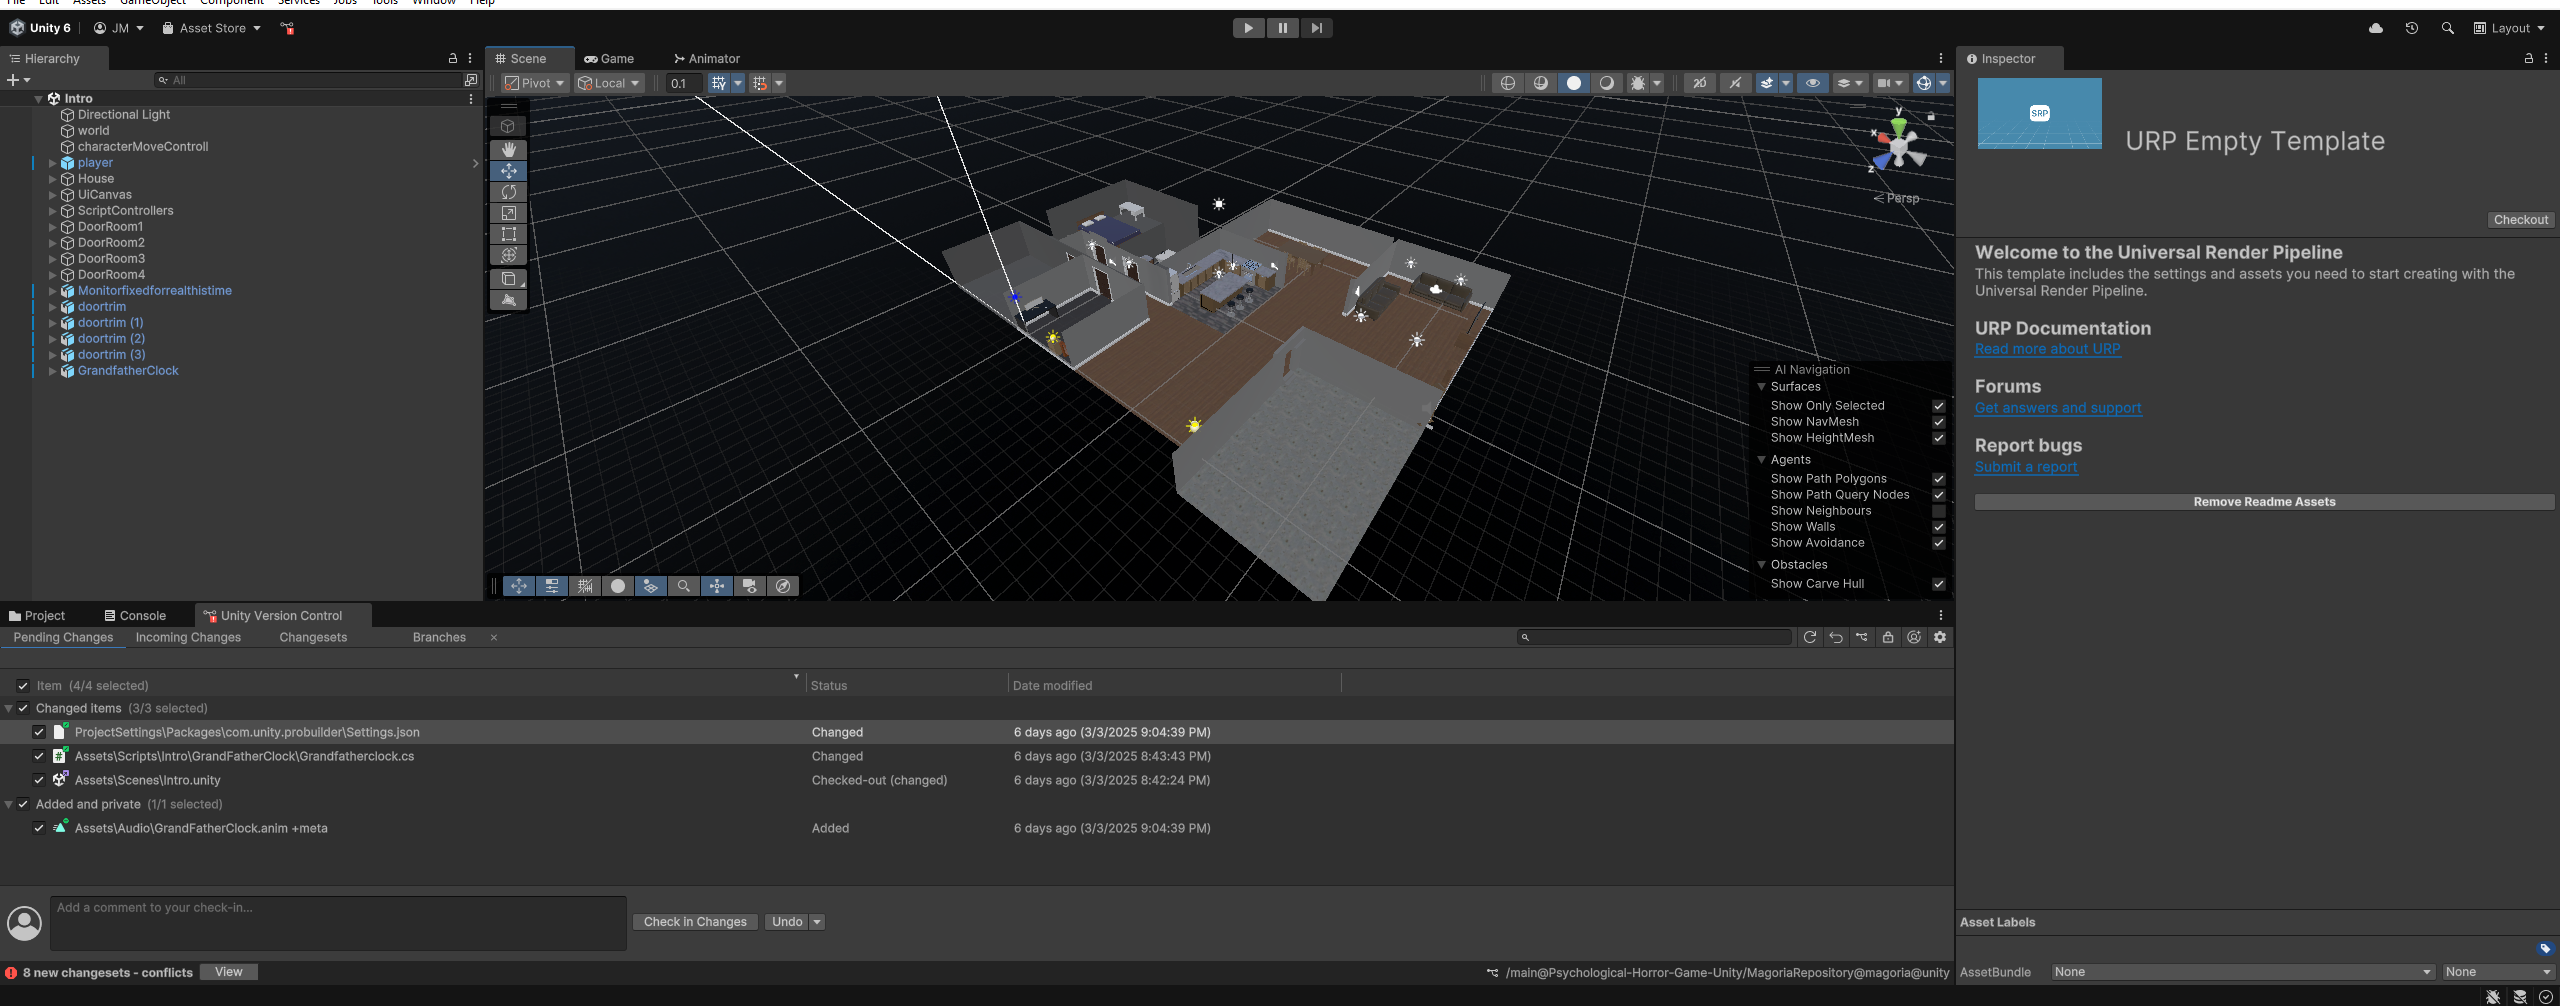 File Edit Assets GameObject Component Services Jobs Tools Window Help
Unity 6 JM Asset Store Layout
Hierarchy
All
Intro
Directional Light
world
characterMoveControll
player
House
UiCanvas
ScriptControllers
DoorRoom1
DoorRoom2
DoorRoom3
DoorRoom4
Monitorfixedforrealthistime
doortrim
doortrim (1)
doortrim (2)
doortrim (3)
GrandfatherClock
Scene Game Animator
Pivot Local 0.1 2D
y
x
z
Persp
AI Navigation
Surfaces
Show Only Selected
Show NavMesh
Show HeightMesh
Agents
Show Path Polygons
Show Path Query Nodes
Show Neighbours
Show Walls
Show Avoidance
Obstacles
Show Carve Hull
Inspector
SRP
URP Empty Template
Checkout
Welcome to the Universal Render Pipeline
This template includes the settings and assets you need to start creating with the
Universal Render Pipeline.
URP Documentation
Read more about URP
Forums
Get answers and support
Report bugs
Submit a report
Remove Readme Assets
Project Console Unity Version Control
Pending Changes Incoming Changes Changesets Branches ×
Item (4/4 selected) Status Date modified
Changed items (3/3 selected)
ProjectSettings\Packages\com.unity.probuilder\Settings.json Changed 6 days ago (3/3/2025 9:04:39 PM)
Assets\Scripts\Intro\GrandFatherClock\Grandfatherclock.cs Changed 6 days ago (3/3/2025 8:43:43 PM)
Assets\Scenes\Intro.unity Checked-out (changed) 6 days ago (3/3/2025 8:42:24 PM)
Added and private (1/1 selected)
Assets\Audio\GrandFatherClock.anim +meta Added 6 days ago (3/3/2025 9:04:39 PM)
Add a comment to your check-in...
Check in Changes Undo
8 new changesets - conflicts View
/main@Psychological-Horror-Game-Unity/MagoriaRepository@magoria@unity
Asset Labels
AssetBundle None None